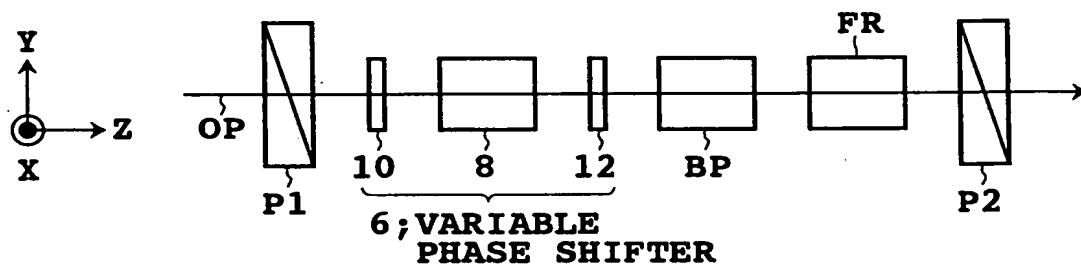 Y
Z
X
OP
P1
10
8
12
BP
FR
P2
6;VARIABLE
PHASE SHIFTER